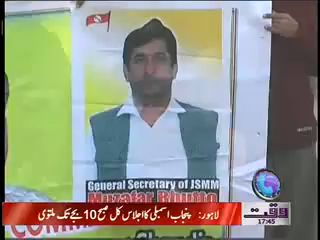 General Secretary of JSMM
Muzafar Bhutto
COMM
لاہور: پنجاب اسمبلی کا اجلاس کل صبح 10 بجے تک ملتوی
وقت
17:45